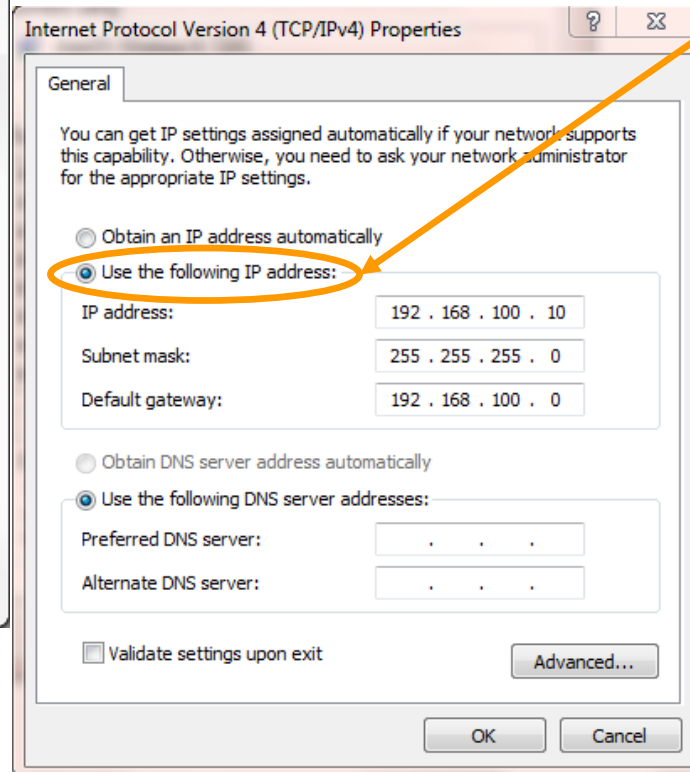 Internet Protocol Version 4 (TCP/IPv4) Properties
General
You can get IP settings assigned automatically if your network supports
this capability. Otherwise, you need to ask your network administrator
for the appropriate IP settings.
Obtain an IP address automatically
Use the following IP address:
IP address: 192 . 168 . 100 . 10
Subnet mask: 255 . 255 . 255 . 0
Default gateway: 192 . 168 . 100 . 0
Obtain DNS server address automatically
Use the following DNS server addresses:
Preferred DNS server: . . .
Alternate DNS server: . . .
Validate settings upon exit
Advanced...
OK Cancel